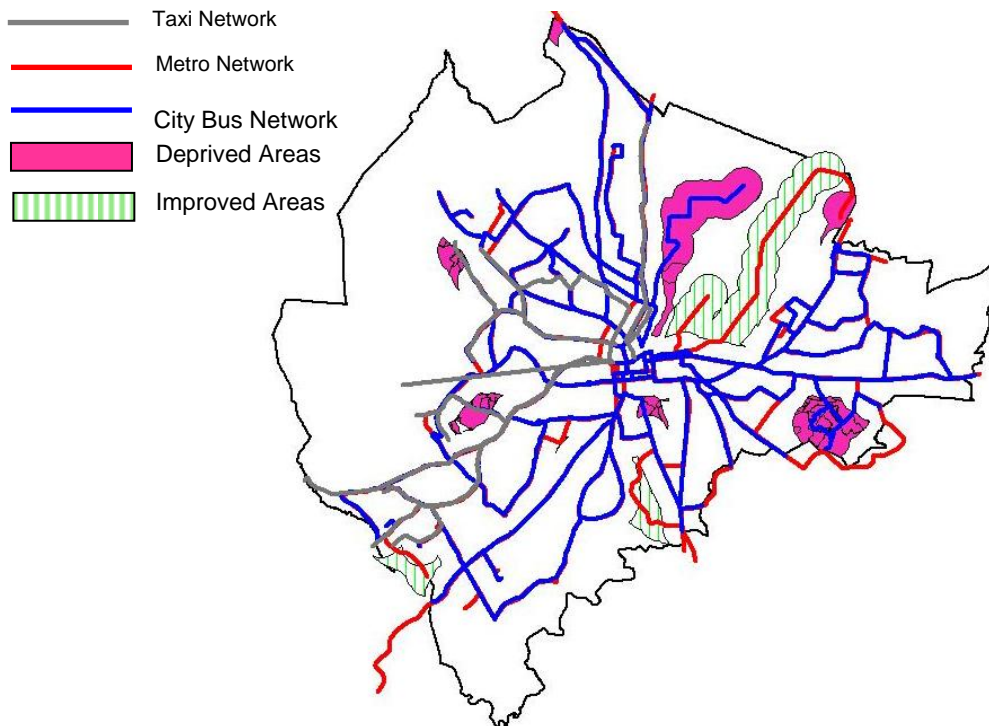 Taxi Network
Metro Network
City Bus Network
Deprived Areas
Improved Areas